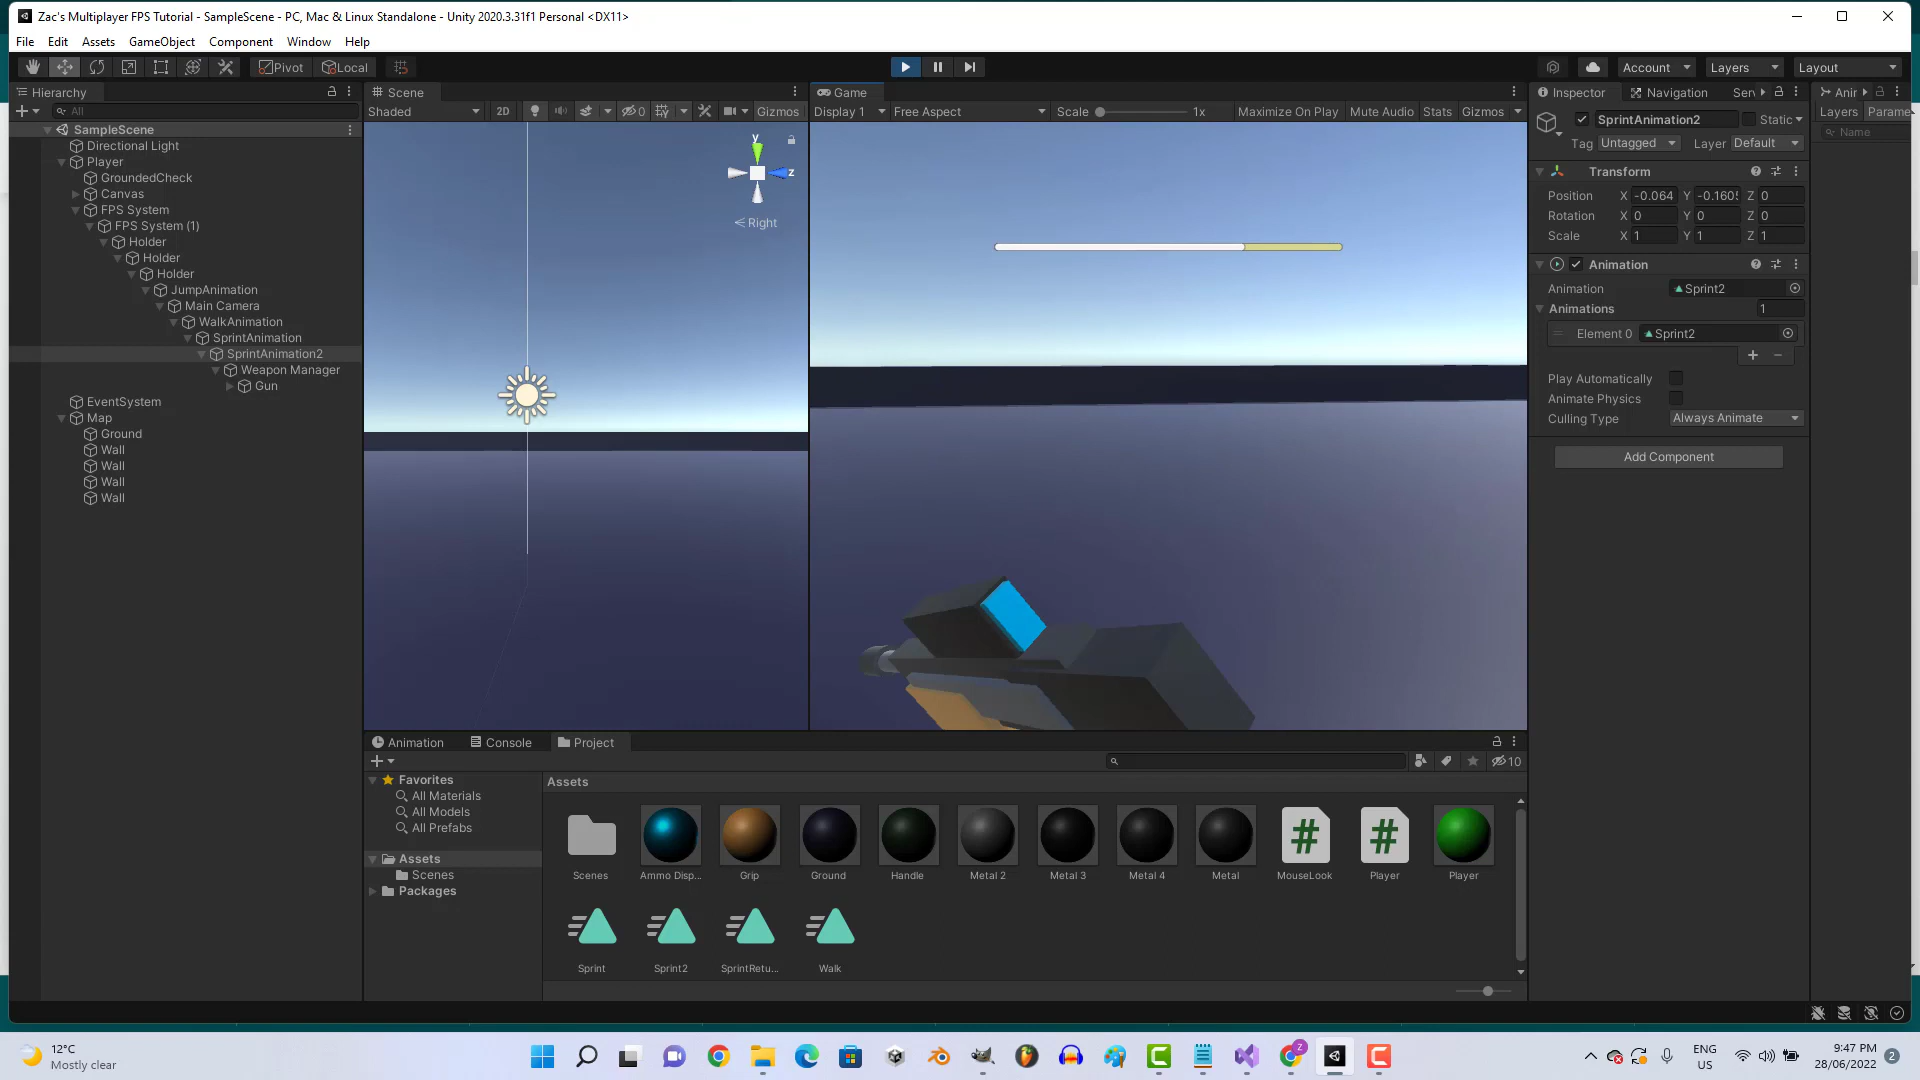 Zac's Multiplayer FPS Tutorial - SampleScene - PC, Mac & Linux Standalone - Unity 2020.3.31f1 Personal <DX11>
File Edit Assets GameObject Component Window Help
Pivot Local Account Layers Layout
Hierarchy
All
SampleScene
Directional Light
Player
GroundedCheck
Canvas
FPS System
FPS System (1)
Holder
Holder
Holder
JumpAnimation
Main Camera
WalkAnimation
SprintAnimation
SprintAnimation2
Weapon Manager
Gun
EventSystem
Map
Ground
Wall
Wall
Wall
Wall
Scene
Shaded 2D 0 Gizmos
y
z
Right
Game
Display 1 Free Aspect Scale 1x Maximize On Play Mute Audio Stats Gizmos
Inspector Navigation Ser
SprintAnimation2 Static
Tag Untagged Layer Default
Transform
Position X -0.064 Y -0.160 Z 0
Rotation X 0 Y 0 Z 0
Scale X 1 Y 1 Z 1
Animation
Animation Sprint2
Animations 1
Element 0 Sprint2
Play Automatically
Animate Physics
Culling Type Always Animate
Add Component
Layers Parame
Name
Animation Console Project
10
Favorites
All Materials
All Models
All Prefabs
Assets
Scenes
Packages
Assets
Scenes Ammo Disp... Grip Ground Handle Metal 2 Metal 3 Metal 4 Metal MouseLook Player Player
Sprint Sprint2 SprintRetu... Walk
12°C
Mostly clear
Z
ENG
US
9:47 PM
28/06/2022
2